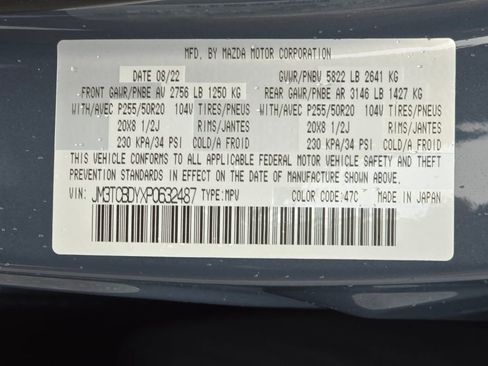 MFD. BY MAZDA MOTOR CORPORATION
DATE 08/22 GVWR/PNBV 5822 LB 2641 KG
FRONT GAWR/PNBE AV 2756 LB 1250 KG REAR GAWR/PNBE AR 3146 LB 1427 KG
WITH/AVEC P255/50R20 104V TIRES/PNEUS WITH/AVEC P255/50R20 104V TIRES/PNEUS
20X8 1/2J RIMS/JANTES 20X8 1/2J RIMS/JANTES
230 KPA/34 PSI COLD/A FROID 230 KPA/34 PSI COLD/A FROID
THIS VEHICLE CONFORMS TO ALL APPLICABLE FEDERAL MOTOR VEHICLE SAFETY AND THEFT
PREVENTION STANDARDS IN EFFECT ON THE DATE OF MANUFACTURE SHOWN ABOVE.
JM3TCBDYXP0632487 TYPE:MPV COLOR CODE:47C MADE IN JAPAN